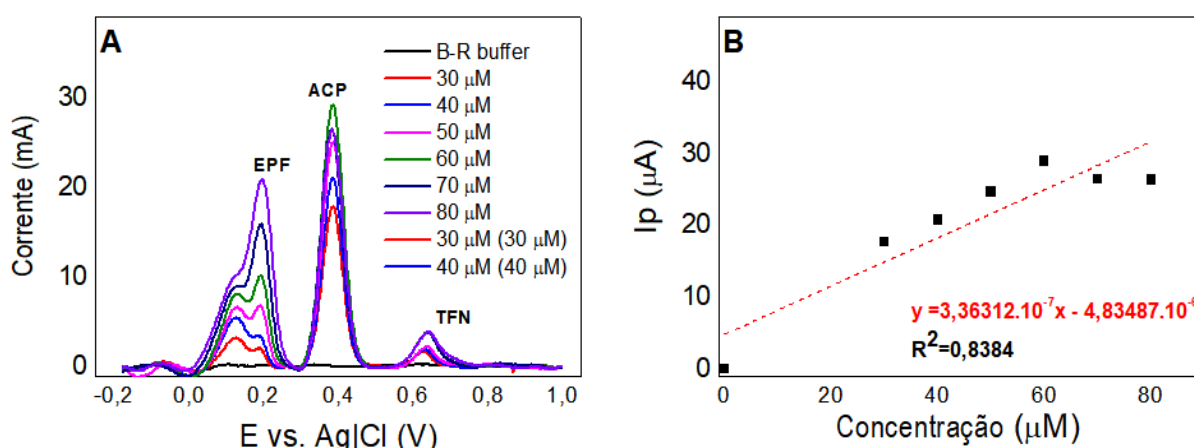 A
B-R buffer
30 μM
40 μM
50 μM
60 μM
70 μM
80 μM
30 μM (30 μM)
40 μM (40 μM)
EPF
ACP
TFN
30
20
10
0
Corrente (mA)
-0,2 0,0 0,2 0,4 0,6 0,8 1,0
E vs. Ag|Cl (V)
B
40
30
20
10
0
Ip (μA)
y =3,36312.10⁻⁷x - 4,83487.10⁻⁶
R²=0,8384
0 20 40 60 80
Concentração (μM)